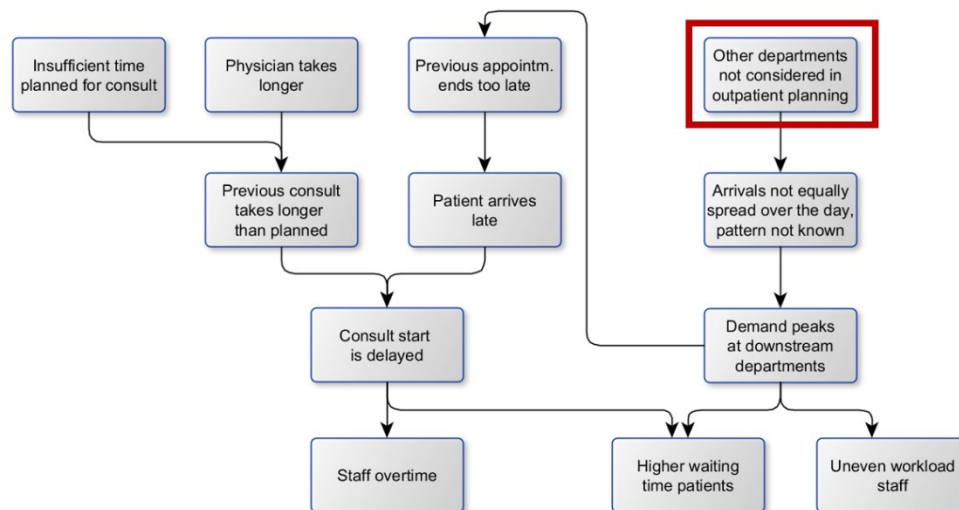 Insufficient time
planned for consult
Physician takes
longer
Previous appointm.
ends too late
Other departments
not considered in
outpatient planning
Previous consult
takes longer
than planned
Patient arrives
late
Arrivals not equally
spread over the day,
pattern not known
Consult start
is delayed
Demand peaks
at downstream
departments
Staff overtime
Higher waiting
time patients
Uneven workload
staff